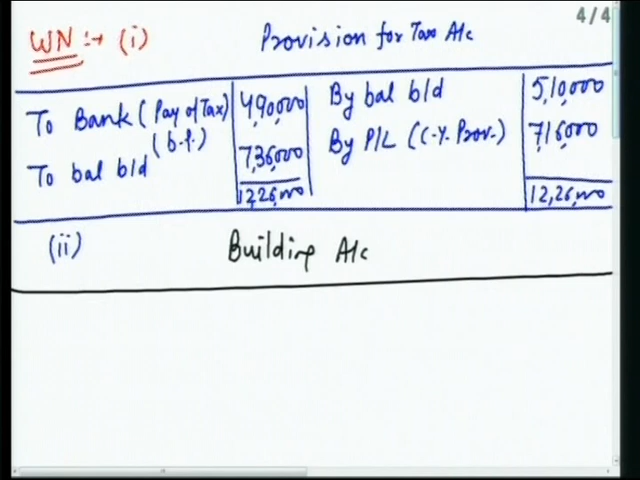 4/4
WN :→ (i) Provision for Tax A/c
To Bank ( Pay of Tax) 4,90,000 By bal b/d 5,10,000
( b.f.) By P/L (C.Y. Prov.) 7,16,000
To bal b/d 7,36,000
12,26,000 12,26,000
(ii) Building A/c